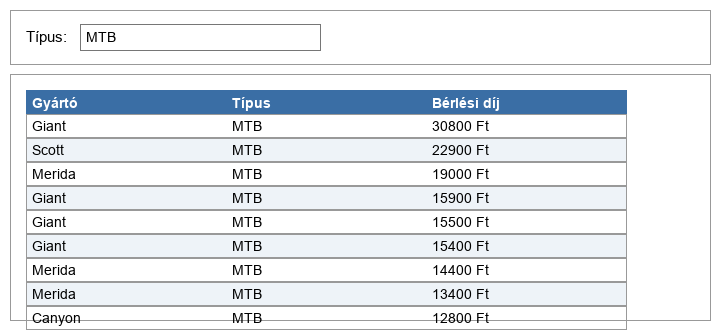 Típus: MTB
Gyártó Típus Bérlési díj
Giant MTB 30800 Ft
Scott MTB 22900 Ft
Merida MTB 19000 Ft
Giant MTB 15900 Ft
Giant MTB 15500 Ft
Giant MTB 15400 Ft
Merida MTB 14400 Ft
Merida MTB 13400 Ft
Canyon MTB 12800 Ft